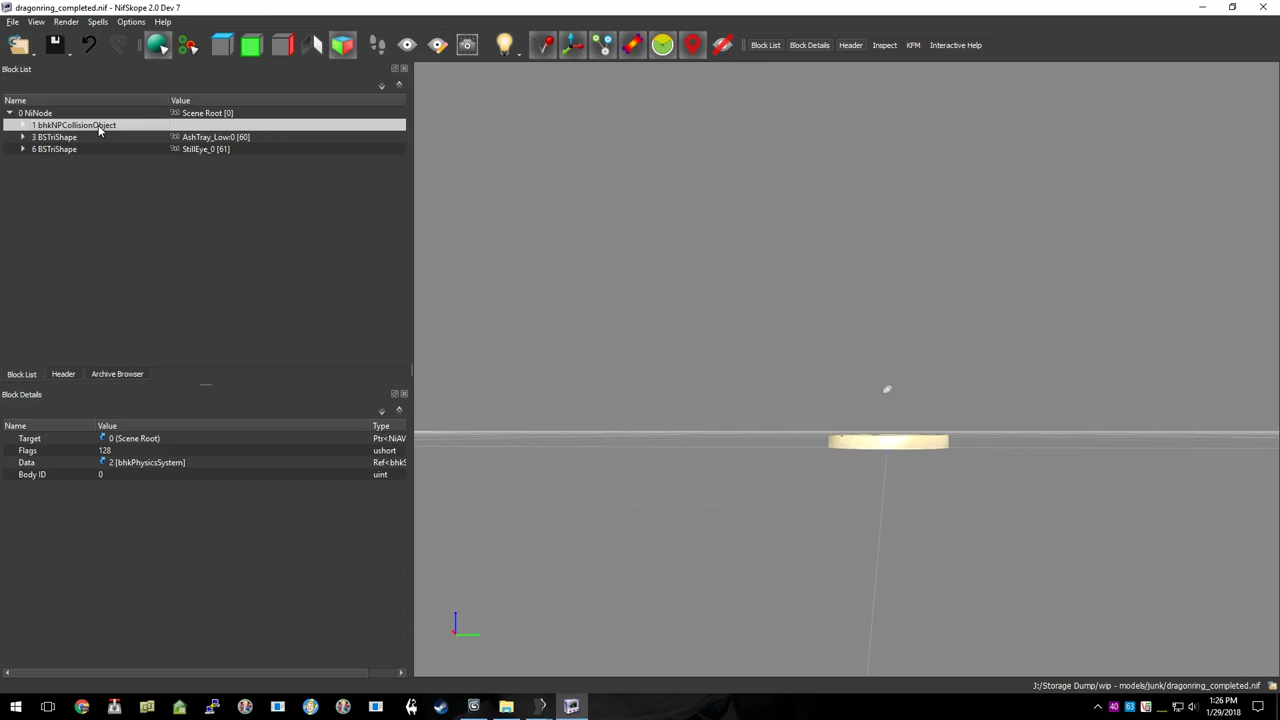 dragonring_completed.nif - NifSkope 2.0 Dev 7
File View Render Spells Options Help
Block List Block Details Header Inspect KFM Interactive Help
Block List
Name Value
0 NiNode Scene Root [0]
1 bhkNPCollisionObject
3 BSTriShape AshTray_Low:0 [60]
6 BSTriShape StillEye_0 [61]
Block List Header Archive Browser
Block Details
Name Value Type
Target 0 (Scene Root) Ptr<NiAV
Flags 128 ushort
Data 2 [bhkPhysicsSystem] Ref<bhkS
Body ID 0 uint
J:/Storage Dump/wip - models/junk/dragonring_completed.nif
40 63 1:26 PM
1/29/2018